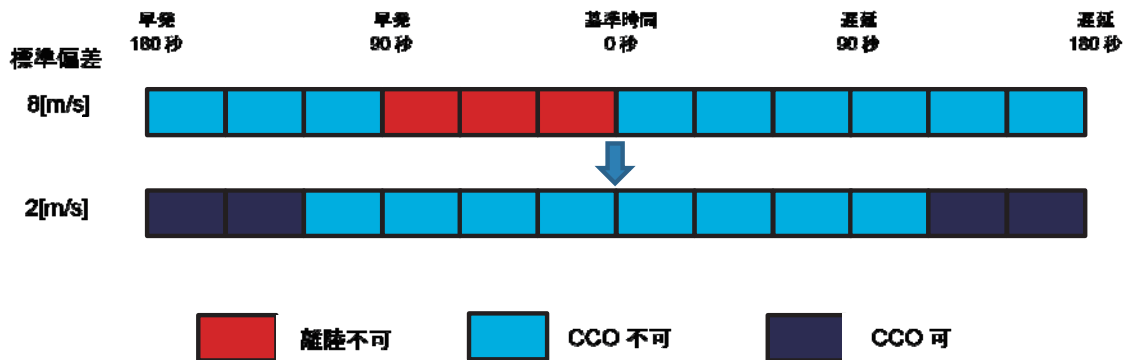 早発 早発 基準時間 遅延 遅延
180秒 90秒 0秒 90秒 180秒
標準偏差
8[m/s]
2[m/s]
離陸不可 CCO 不可 CCO 可